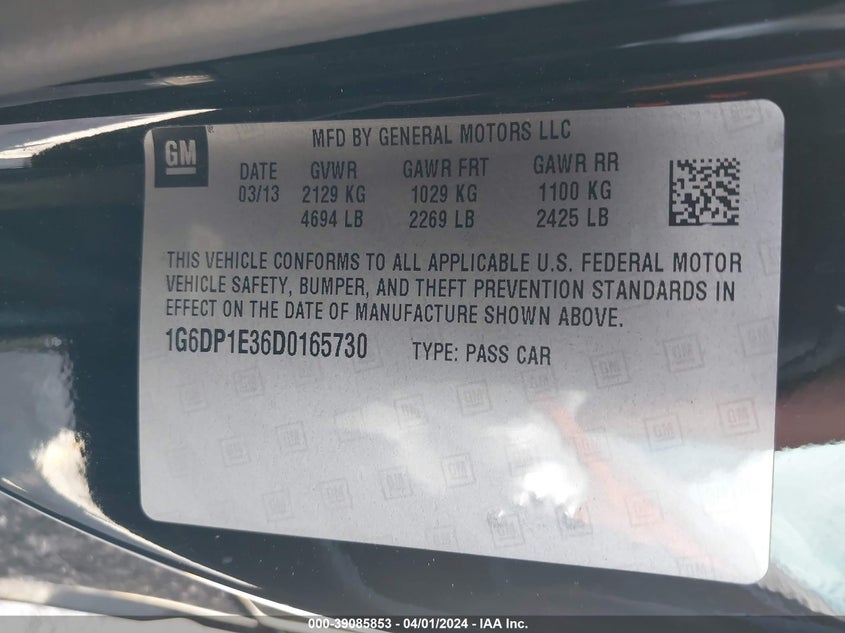 GM
MFD BY GENERAL MOTORS LLC
DATE GVWR GAWR FRT GAWR RR
03/13 2129 KG 1029 KG 1100 KG
4694 LB 2269 LB 2425 LB
THIS VEHICLE CONFORMS TO ALL APPLICABLE U.S. FEDERAL MOTOR
VEHICLE SAFETY, BUMPER, AND THEFT PREVENTION STANDARDS IN
EFFECT ON THE DATE OF MANUFACTURE SHOWN ABOVE.
1G6DP1E36D0165730 TYPE: PASS CAR
000-39085853 - 04/01/2024 - IAA Inc.